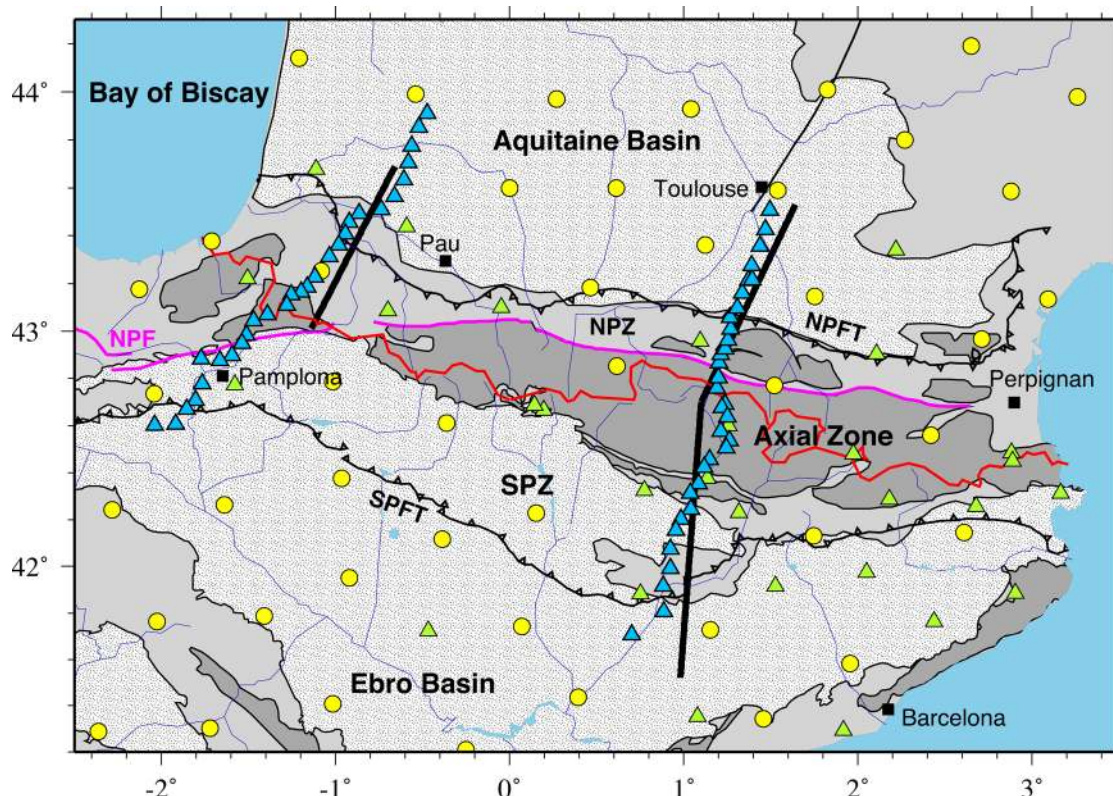 44˚
Bay of Biscay
Aquitaine Basin
Toulouse
Pau
43˚
NPF
NPZ
NPFT
Pamplona
Perpignan
Axial Zone
SPZ
SPFT
42˚
Ebro Basin
Barcelona
-2˚ -1˚ 0˚ 1˚ 2˚ 3˚